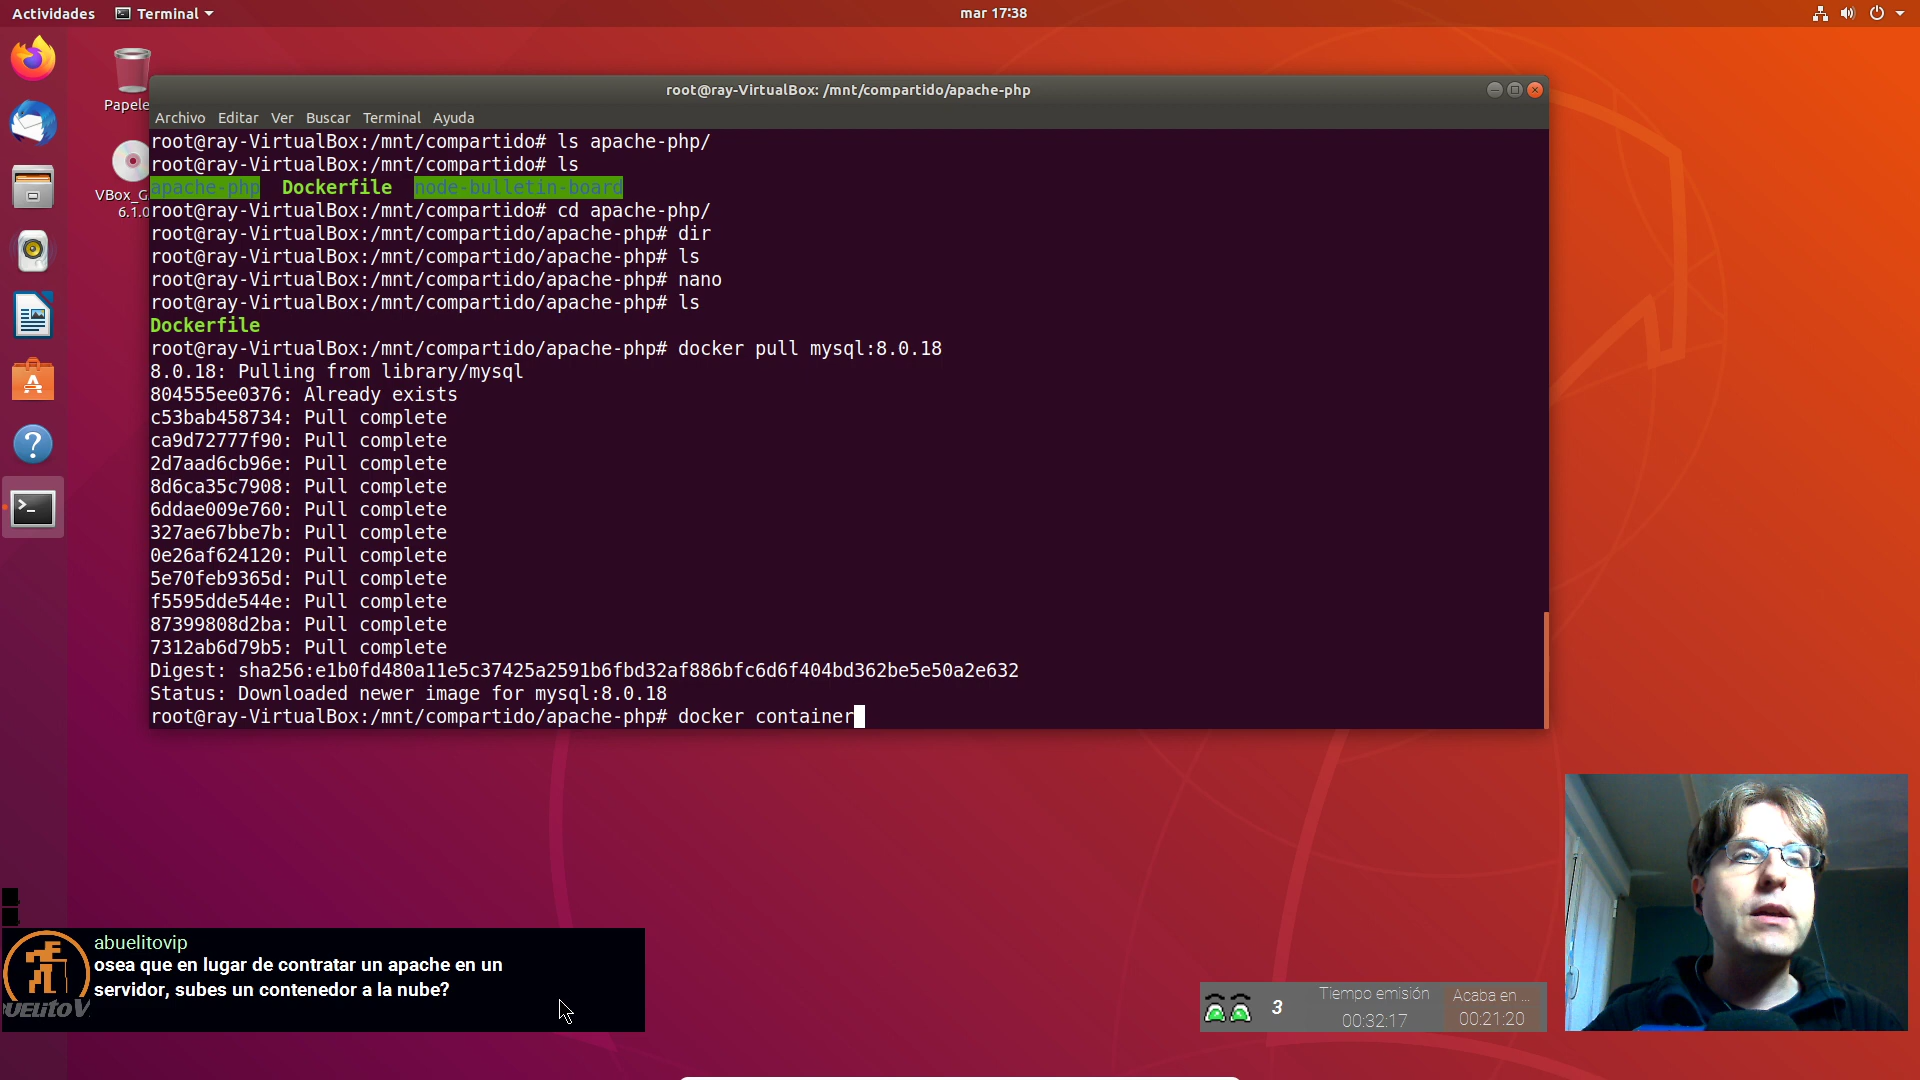 Actividades
Terminal
mar 17:38
Papele
VBox_G
6.1.0
root@ray-VirtualBox: /mnt/compartido/apache-php
Archivo Editar Ver Buscar Terminal Ayuda
root@ray-VirtualBox:/mnt/compartido# ls apache-php/
root@ray-VirtualBox:/mnt/compartido# ls
apache-php Dockerfile node-bulletin-board
root@ray-VirtualBox:/mnt/compartido# cd apache-php/
root@ray-VirtualBox:/mnt/compartido/apache-php# dir
root@ray-VirtualBox:/mnt/compartido/apache-php# ls
root@ray-VirtualBox:/mnt/compartido/apache-php# nano
root@ray-VirtualBox:/mnt/compartido/apache-php# ls
Dockerfile
root@ray-VirtualBox:/mnt/compartido/apache-php# docker pull mysql:8.0.18
8.0.18: Pulling from library/mysql
804555ee0376: Already exists
c53bab458734: Pull complete
ca9d72777f90: Pull complete
2d7aad6cb96e: Pull complete
8d6ca35c7908: Pull complete
6ddae009e760: Pull complete
327ae67bbe7b: Pull complete
0e26af624120: Pull complete
5e70feb9365d: Pull complete
f5595dde544e: Pull complete
87399808d2ba: Pull complete
7312ab6d79b5: Pull complete
Digest: sha256:e1b0fd480a11e5c37425a2591b6fbd32af886bfc6d6f404bd362be5e50a2e632
Status: Downloaded newer image for mysql:8.0.18
root@ray-VirtualBox:/mnt/compartido/apache-php# docker container
abuelitovip
osea que en lugar de contratar un apache en un
servidor, subes un contenedor a la nube?
UELitoV
3
Tiempo emisión
00:32:17
Acaba en ...
00:21:20